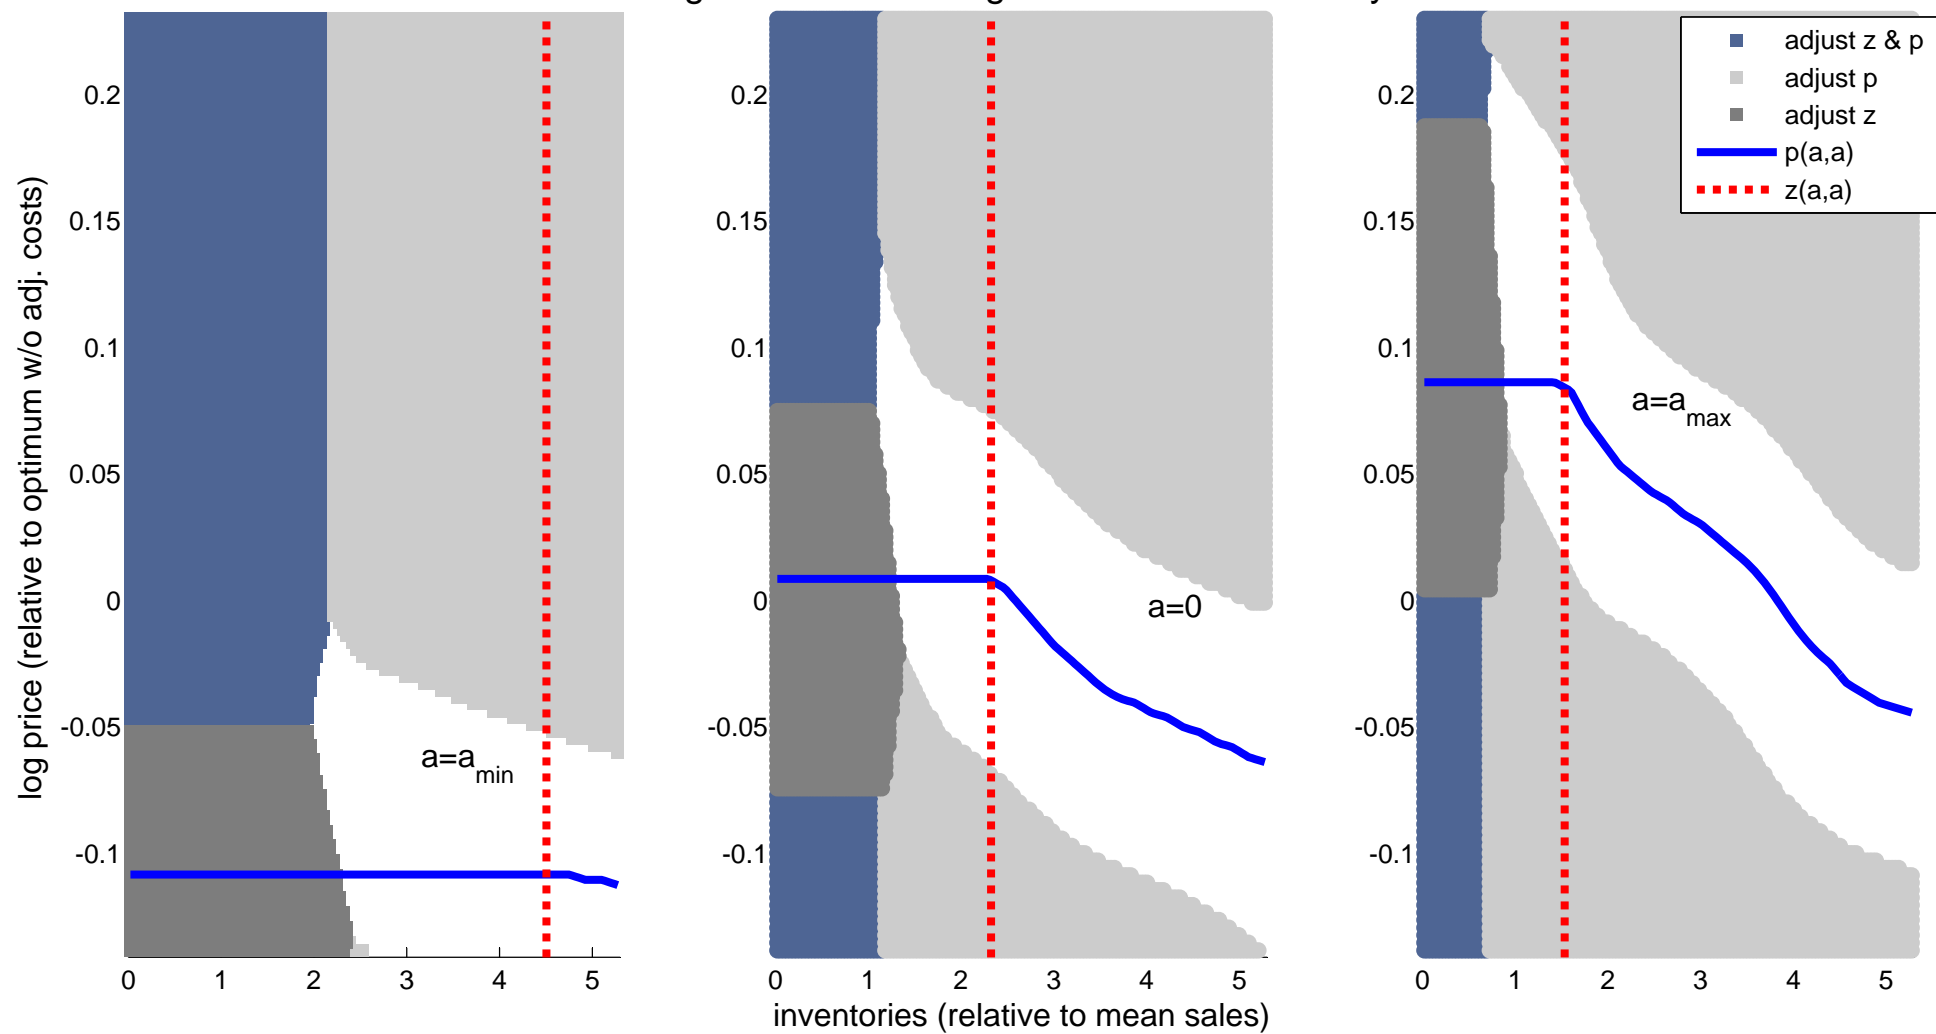 log price (relative to optimum w/o adj. costs)
0.2
0.15
0.1
0.05
0
-0.05
-0.1
a=a_min
0 1 2 3 4 5
0.2
0.15
0.1
0.05
0
-0.05
-0.1
a=0
0 1 2 3 4 5
inventories (relative to mean sales)
0.2
0.15
0.1
0.05
0
-0.05
-0.1
a=a_max
0 1 2 3 4 5
adjust z & p
adjust p
adjust z
p(a,a)
z(a,a)